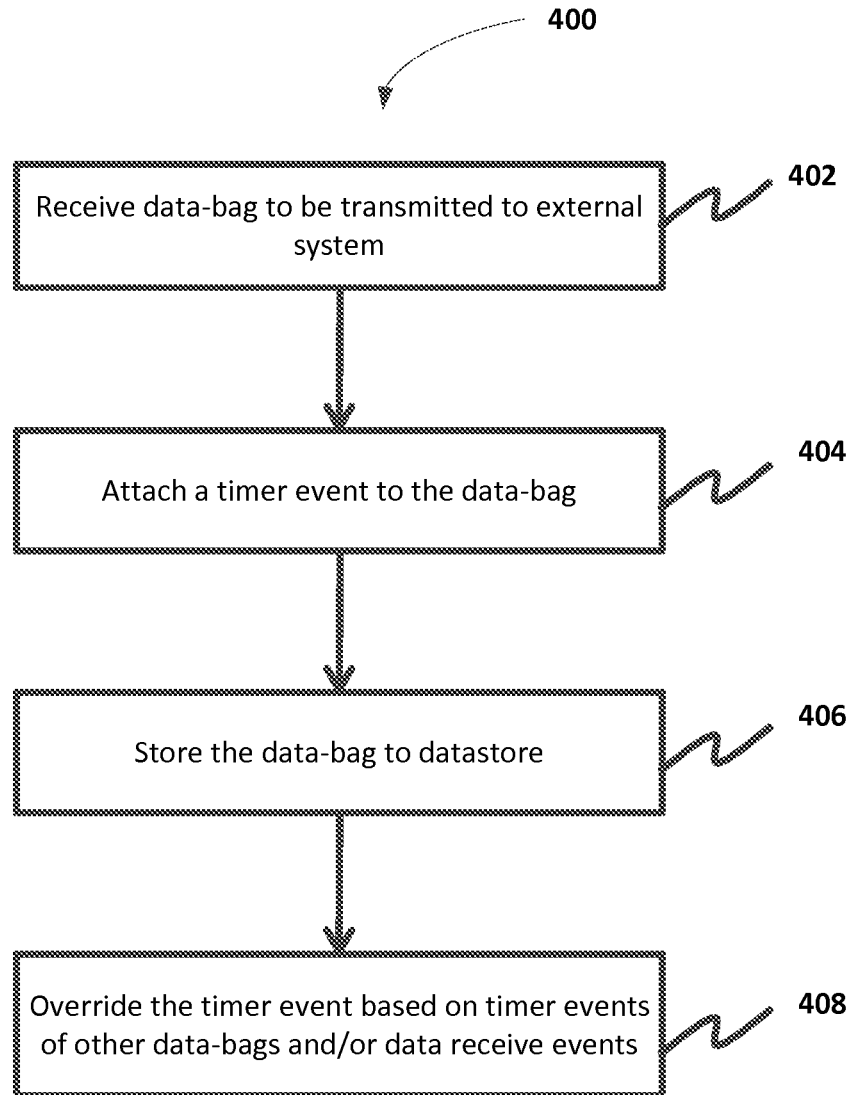 400
402
Receive data-bag to be transmitted to external
system
404
Attach a timer event to the data-bag
406
Store the data-bag to datastore
408
Override the timer event based on timer events
of other data-bags and/or data receive events